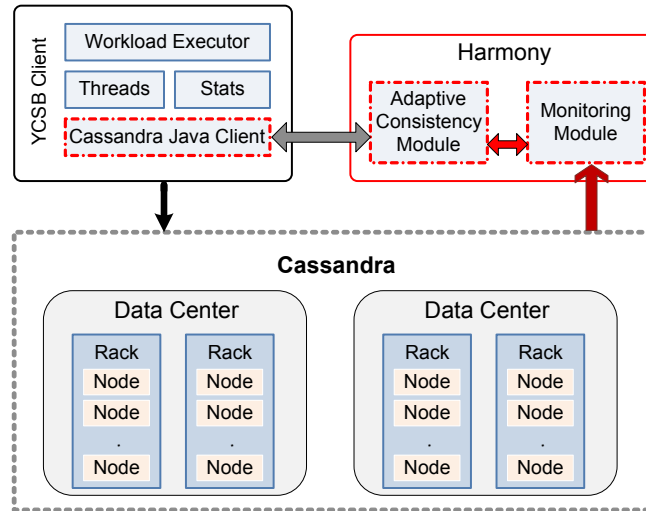 YCSB Client
Workload Executor
Threads
Stats
Cassandra Java Client
Harmony
Adaptive
Consistency
Module
Monitoring
Module
Cassandra
Data Center
Rack
Node
Node
.
Node
Rack
Node
Node
.
Node
Data Center
Rack
Node
Node
.
Node
Rack
Node
Node
.
Node